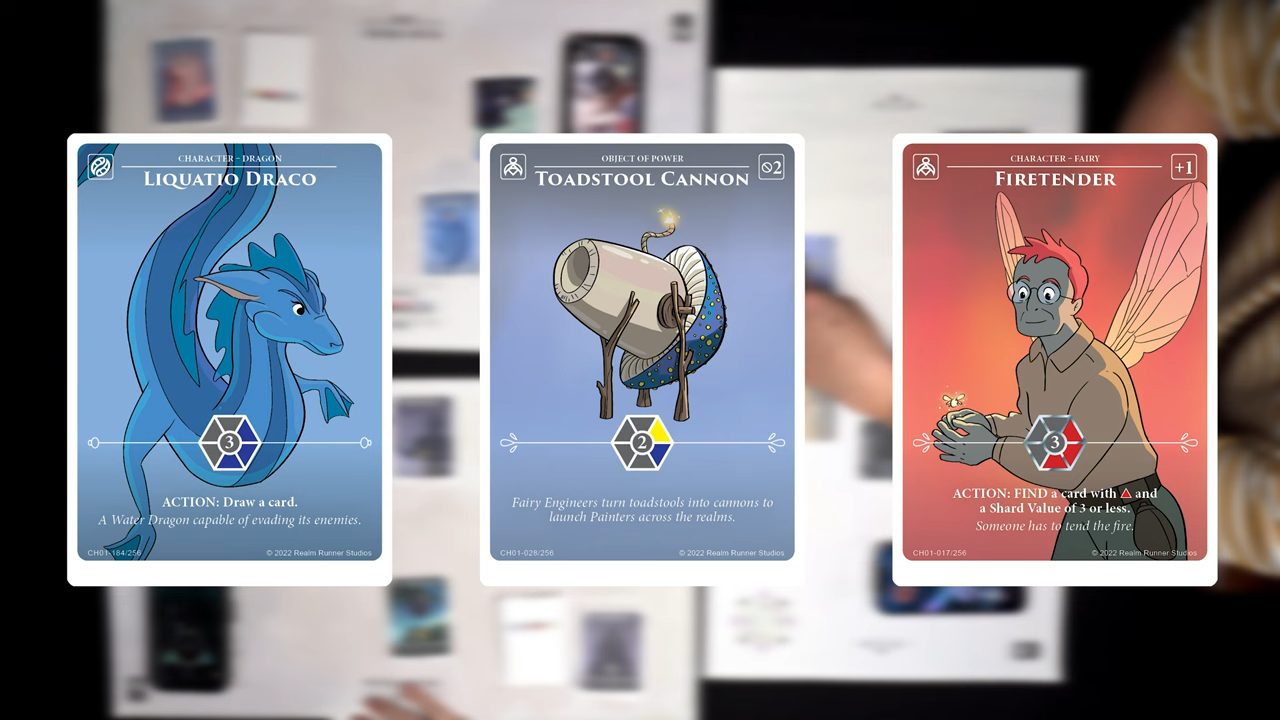 CHARACTER – DRAGON
LIQUATIO DRACO
3
ACTION: Draw a card.
A Water Dragon capable of evading its enemies.
CH01-184/256
© 2022 Realm Runner Studios
OBJECT OF POWER
TOADSTOOL CANNON
2
2
Fairy Engineers turn toadstools into cannons to
launch Painters across the realms.
CH01-028/256
© 2022 Realm Runner Studios
CHARACTER – FAIRY
FIRETENDER
+1
3
ACTION: FIND a card with and
a Shard Value of 3 or less.
Someone has to tend the fire.
CH01-017/256
© 2022 Realm Runner Studios